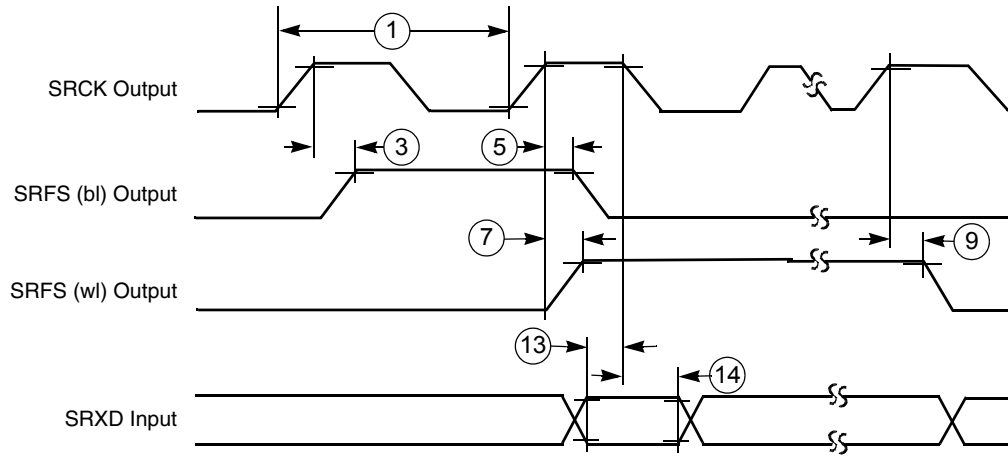 1
SRCK Output
3
5
SRFS (bl) Output
7
9
SRFS (wl) Output
13
14
SRXD Input